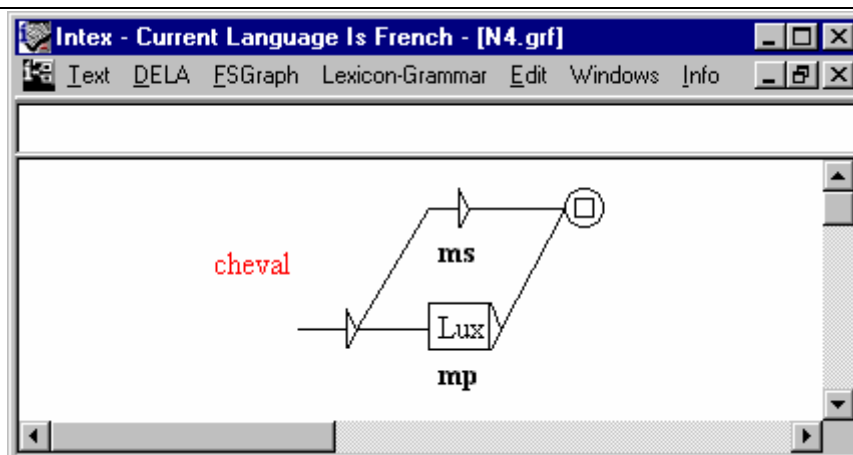 Intex - Current Language Is French - [N4.grf]
Text DELA FSGraph Lexicon-Grammar Edit Windows Info
ms
cheval
Lux
mp